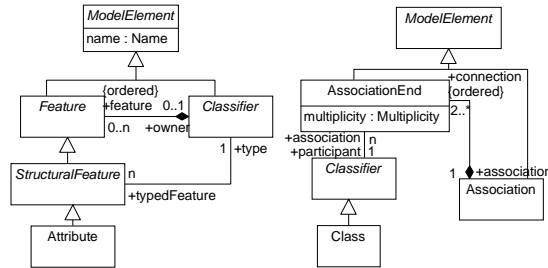 ModelElement
name : Name
{ordered}
+feature
0..1
Feature
Classifier
0..n
+owner
1
+type
StructuralFeature
n
+typedFeature
Attribute
ModelElement
+connection
{ordered}
AssociationEnd
2..*
multiplicity : Multiplicity
+association
n
+participant
1
Classifier
1
+association
Association
Class